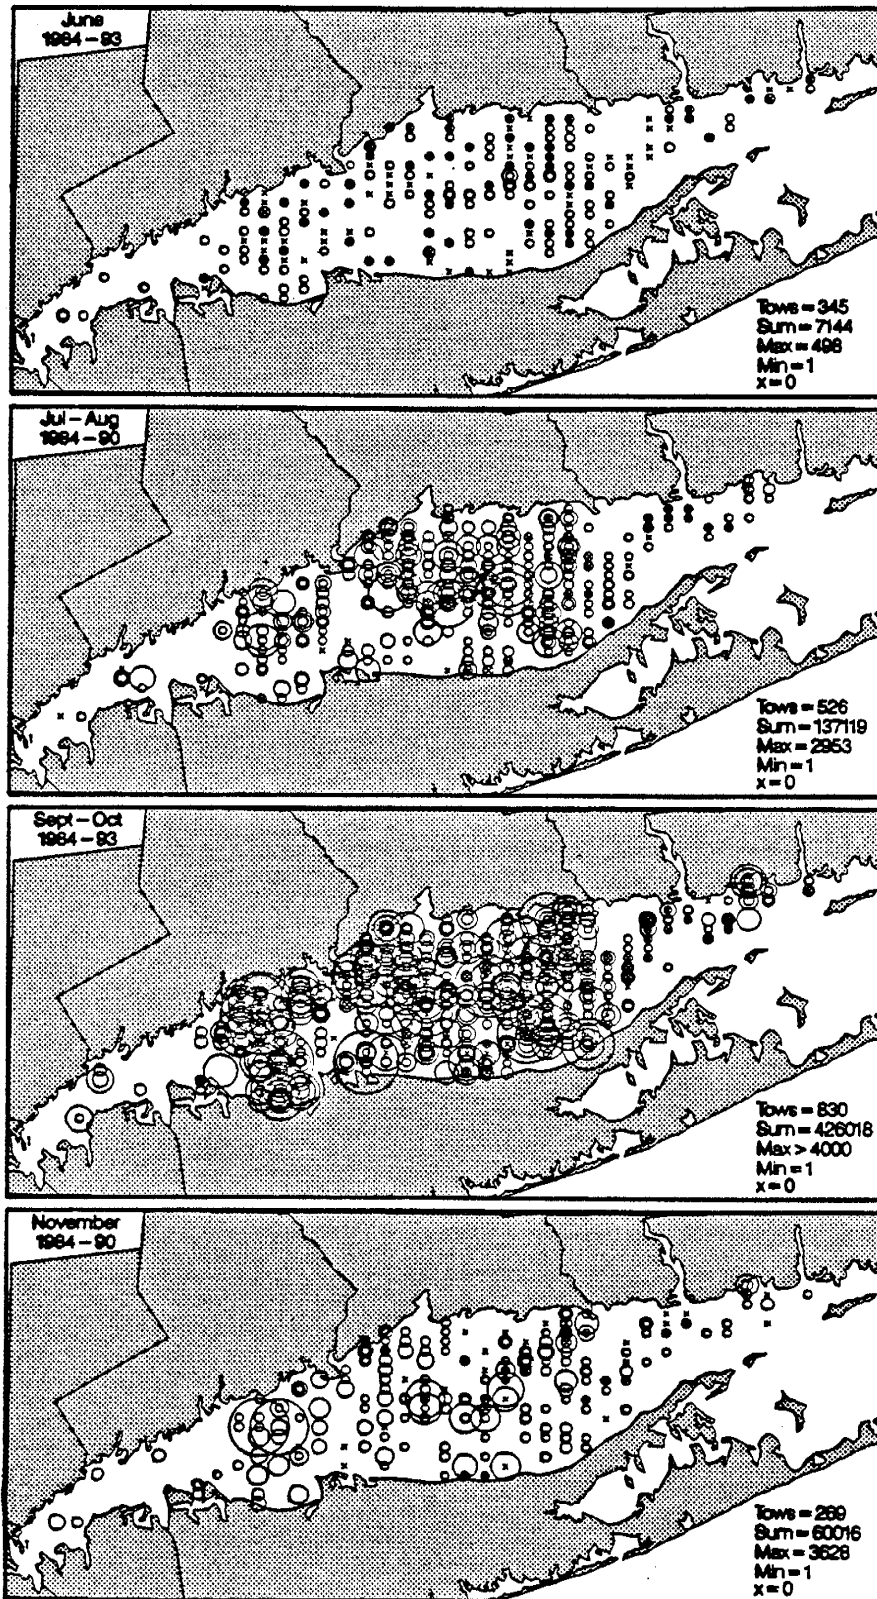 June
1984-93
Tows=345
Sum=7144
Max=498
Min=1
x=0
Jul-Aug
1984-90
Tows=526
Sum=137119
Max=2953
Min=1
x=0
Sept-Oct
1984-93
Tows=830
Sum=426018
Max>4000
Min=1
x=0
November
1984-90
Tows=269
Sum=60016
Max=3628
Min=1
x=0